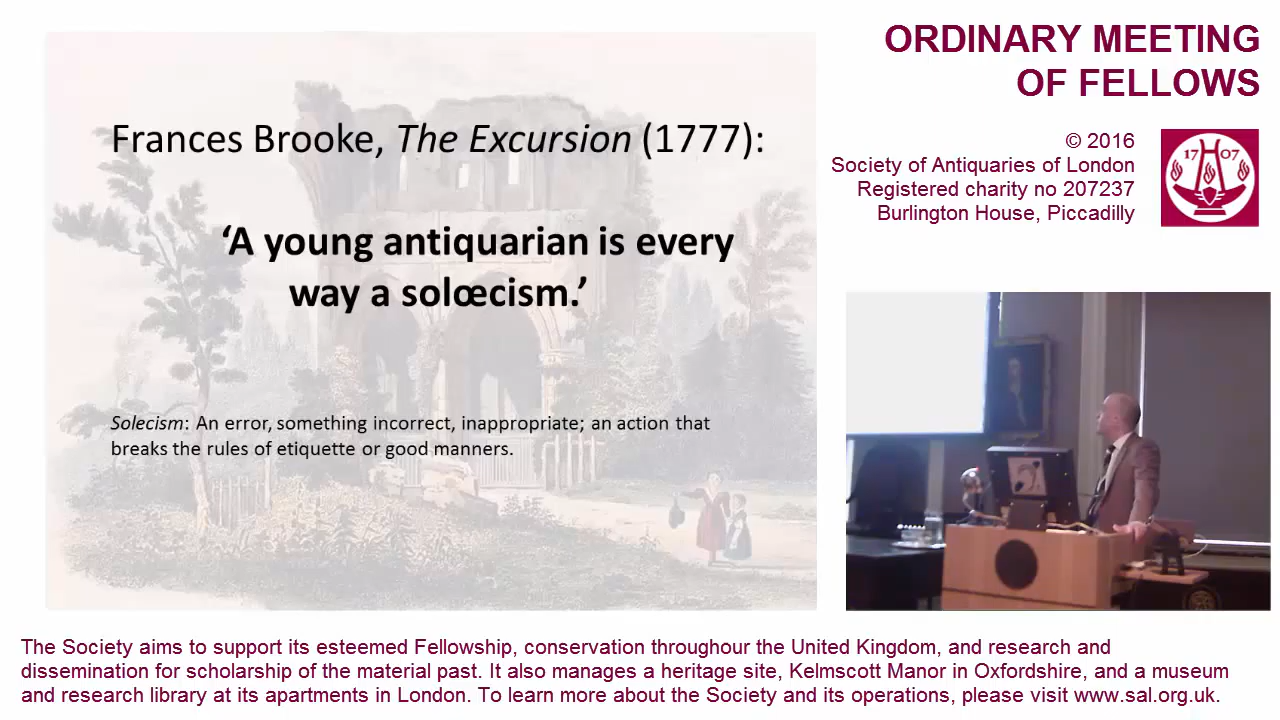 ORDINARY MEETING
OF FELLOWS
© 2016
Society of Antiquaries of London
Registered charity no 207237
Burlington House, Piccadilly
1707
Frances Brooke, The Excursion (1777):
‘A young antiquarian is every
way a solœcism.’
Solecism: An error, something incorrect, inappropriate; an action that
breaks the rules of etiquette or good manners.
The Society aims to support its esteemed Fellowship, conservation throughour the United Kingdom, and research and
dissemination for scholarship of the material past. It also manages a heritage site, Kelmscott Manor in Oxfordshire, and a museum
and research library at its apartments in London. To learn more about the Society and its operations, please visit www.sal.org.uk.